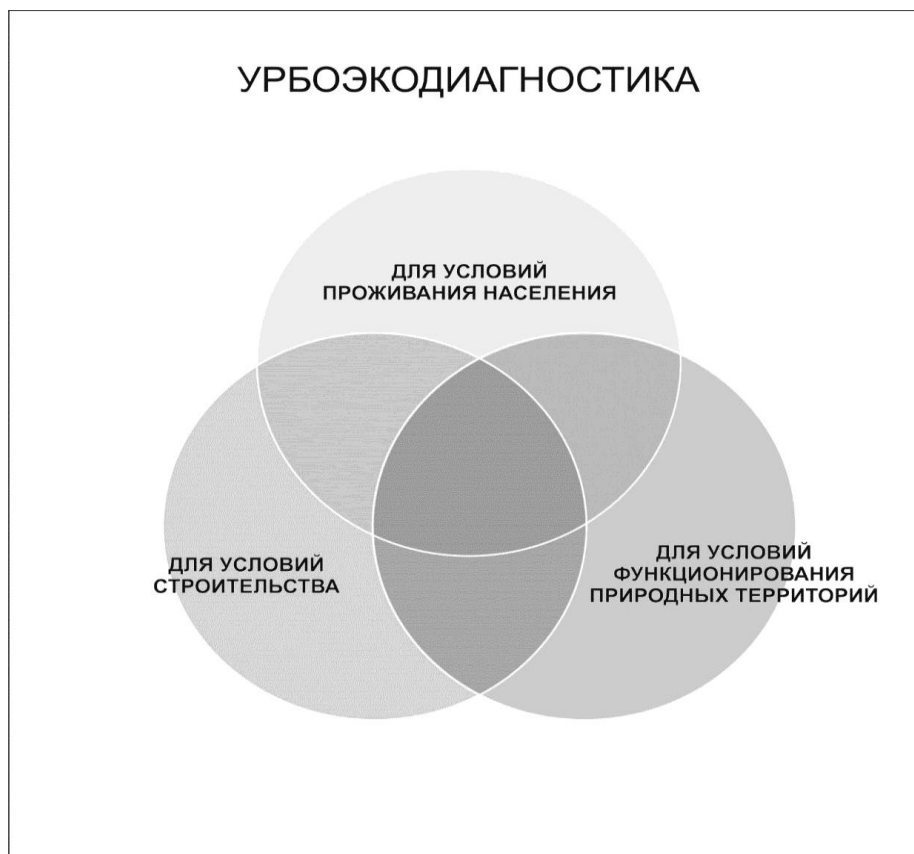 УРБОЭКОДИАГНОСТИКА
ДЛЯ УСЛОВИЙ
ПРОЖИВАНИЯ НАСЕЛЕНИЯ
ДЛЯ УСЛОВИЙ
СТРОИТЕЛЬСТВА
ДЛЯ УСЛОВИЙ
ФУНКЦИОНИРОВАНИЯ
ПРИРОДНЫХ ТЕРРИТОРИЙ